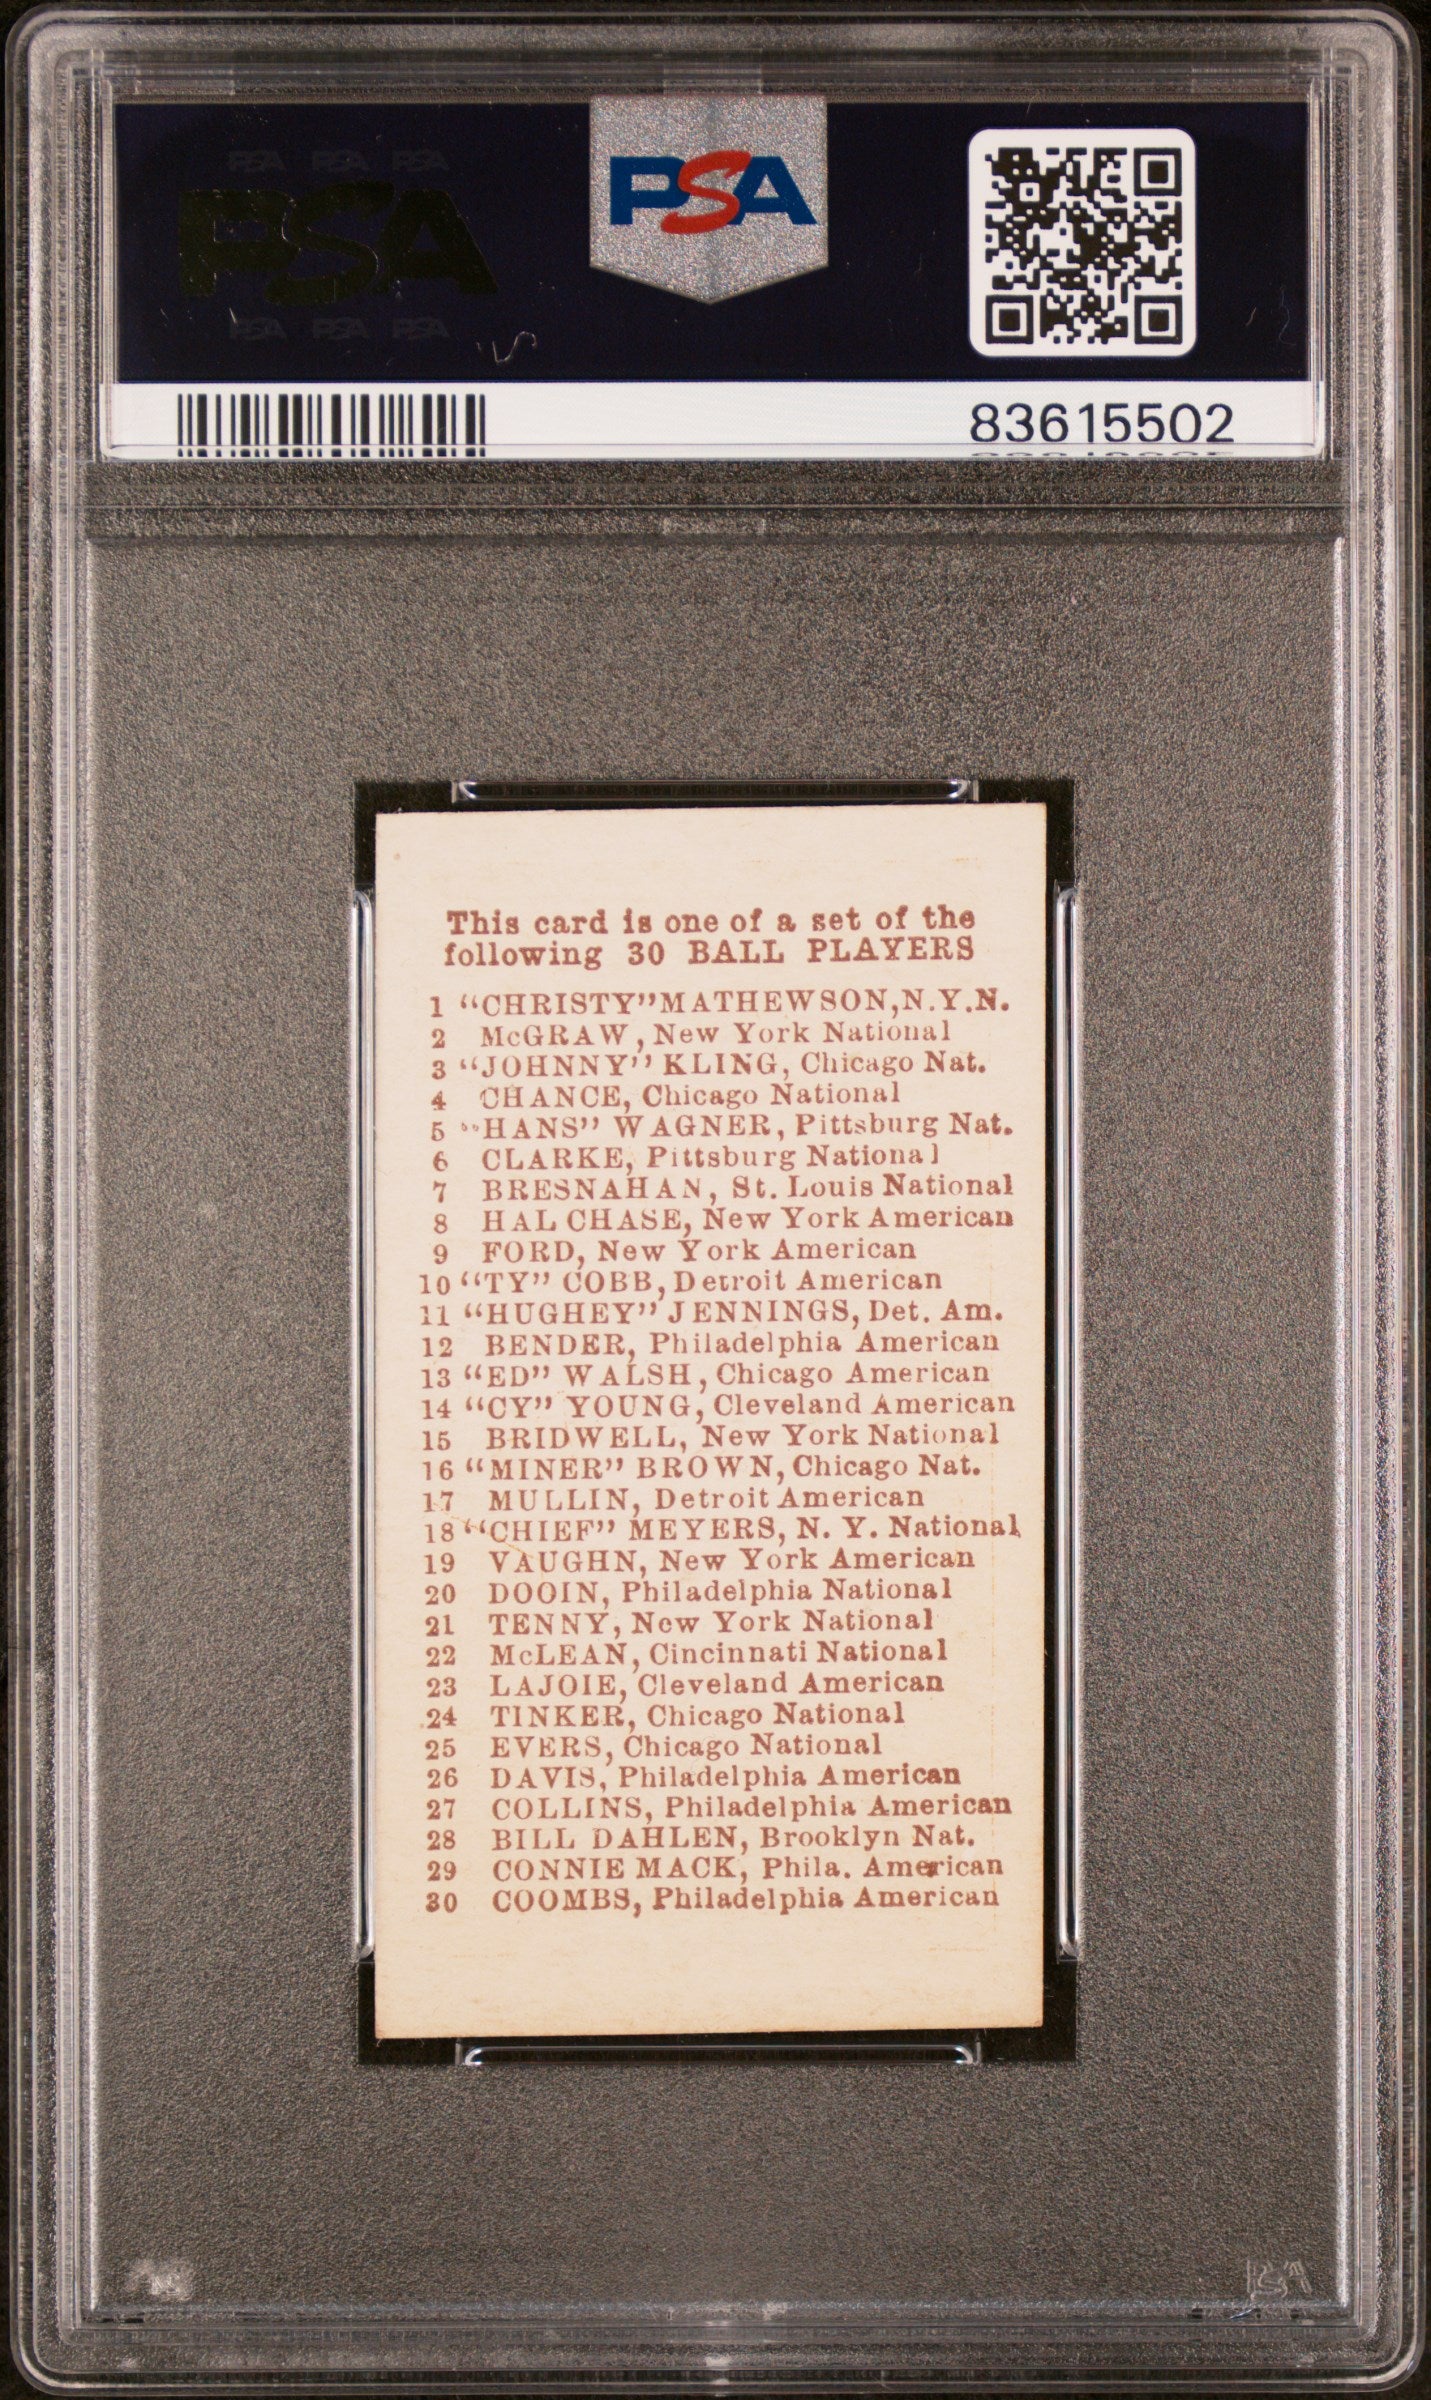 PSA PSA PSA
PSA
PSA PSA PSA
PSA
83615502
This card is one of a set of the
following 30 BALL PLAYERS
1 "CHRISTY" MATHEWSON, N.Y.N.
2 McGRAW, New York National
3 "JOHNNY" KLING, Chicago Nat.
4 CHANCE, Chicago National
5 "HANS" WAGNER, Pittsburg Nat.
6 CLARKE, Pittsburg National
7 BRESNAHAN, St. Louis National
8 HAL CHASE, New York American
9 FORD, New York American
10 "TY" COBB, Detroit American
11 "HUGHEY" JENNINGS, Det. Am.
12 BENDER, Philadelphia American
13 "ED" WALSH, Chicago American
14 "CY" YOUNG, Cleveland American
15 BRIDWELL, New York National
16 "MINER" BROWN, Chicago Nat.
17 MULLIN, Detroit American
18 "CHIEF" MEYERS, N. Y. National
19 VAUGHN, New York American
20 DOOIN, Philadelphia National
21 TENNY, New York National
22 McLEAN, Cincinnati National
23 LAJOIE, Cleveland American
24 TINKER, Chicago National
25 EVERS, Chicago National
26 DAVIS, Philadelphia American
27 COLLINS, Philadelphia American
28 BILL DAHLEN, Brooklyn Nat.
29 CONNIE MACK, Phila. American
30 COOMBS, Philadelphia American
PSA